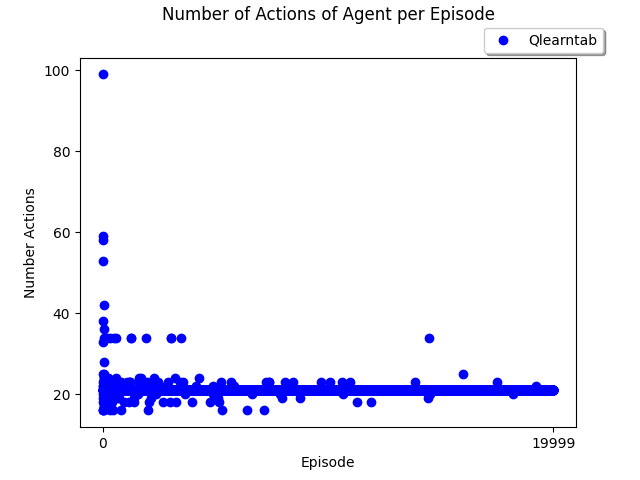 Number of Actions of Agent per Episode
Qlearntab
100
80
60
40
20
Number Actions
0
19999
Episode